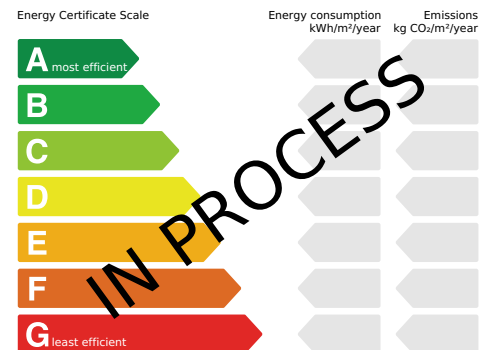 Energy Certificate Scale
Energy consumption
kWh/m²/year
Emissions
kg CO₂/m²/year
A most efficient
B
C
D
E
F
G least efficient
IN PROCESS